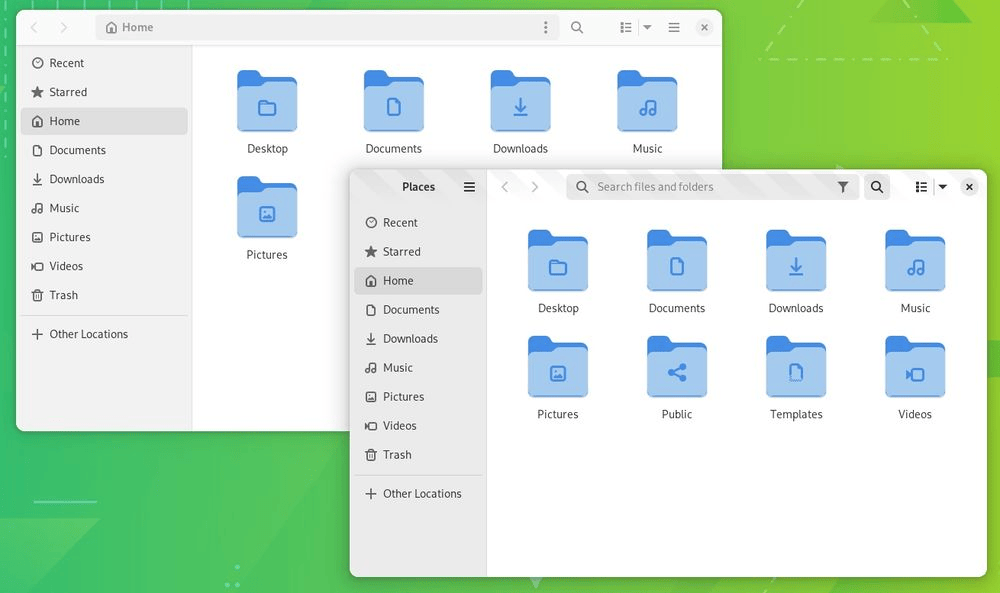 Home
Recent
Starred
Home
Documents
Downloads
Music
Pictures
Videos
Trash
Other Locations
Desktop
Documents
Downloads
Music
Pictures
Places
Search files and folders
Recent
Starred
Home
Documents
Downloads
Music
Pictures
Videos
Trash
Other Locations
Desktop
Documents
Downloads
Music
Pictures
Public
Templates
Videos